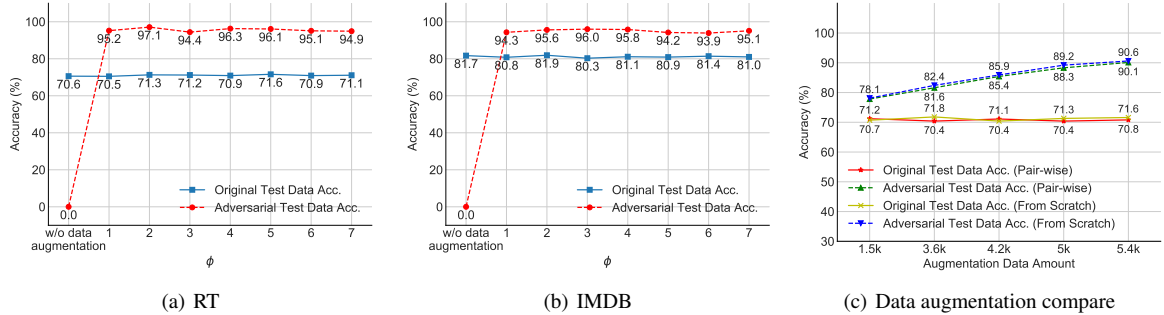 100
80
60
40
20
0
Accuracy (%)
95.2 97.1 94.4 96.3 96.1 95.1 94.9
70.6 70.5 71.3 71.2 70.9 71.6 70.9 71.1
0.0
Original Test Data Acc.
Adversarial Test Data Acc.
w/o data
augmentation
1 2 3 4 5 6 7
ϕ
(a) RT
100
80
60
40
20
0
Accuracy (%)
94.3 95.6 96.0 95.8 94.2 93.9 95.1
81.7 80.8 81.9 80.3 81.1 80.9 81.4 81.0
0.0
Original Test Data Acc.
Adversarial Test Data Acc.
w/o data
augmentation
1 2 3 4 5 6 7
ϕ
(b) IMDB
100
90
80
70
60
50
40
30
Accuracy (%)
78.1 82.4 85.9 89.2 90.6
81.6 85.4 88.3 90.1
71.2 71.8 71.1 71.3 71.6
70.7 70.4 70.4 70.4 70.8
Original Test Data Acc. (Pair-wise)
Adversarial Test Data Acc. (Pair-wise)
Original Test Data Acc. (From Scratch)
Adversarial Test Data Acc. (From Scratch)
1.5k 3.6k 4.2k 5k 5.4k
Augmentation Data Amount
(c) Data augmentation compare